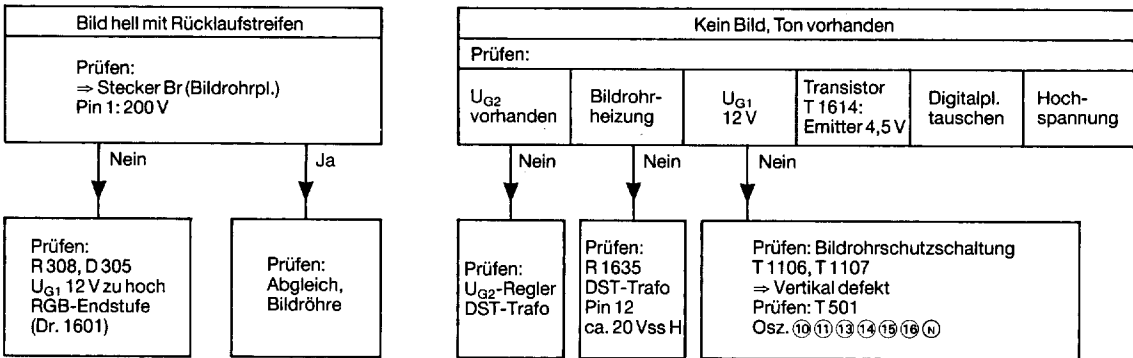 Bild hell mit Rücklaufstreifen
Prüfen:
⇒ Stecker Br (Bildrohrpl.)
Pin 1: 200 V
Nein
Ja
Prüfen:
R 308, D 305
UG1 12 V zu hoch
RGB-Endstufe
(Dr. 1601)
Prüfen:
Abgleich,
Bildröhre
Kein Bild, Ton vorhanden
Prüfen:
UG2
vorhanden
Bildrohr-
heizung
UG1
12 V
Transistor
T 1614:
Emitter 4,5 V
Digitalpl.
tauschen
Hoch-
spannung
Nein
Nein
Nein
Prüfen:
UG2-Regler
DST-Trafo
Prüfen:
R 1635
DST-Trafo
Pin 12
ca. 20 Vss H
Prüfen: Bildrohrschutzschaltung
T 1106, T 1107
⇒ Vertikal defekt
Prüfen: T 501
Osz. ⑩ ⑪ ⑬ ⑭ ⑮ ⑯ Ⓝ